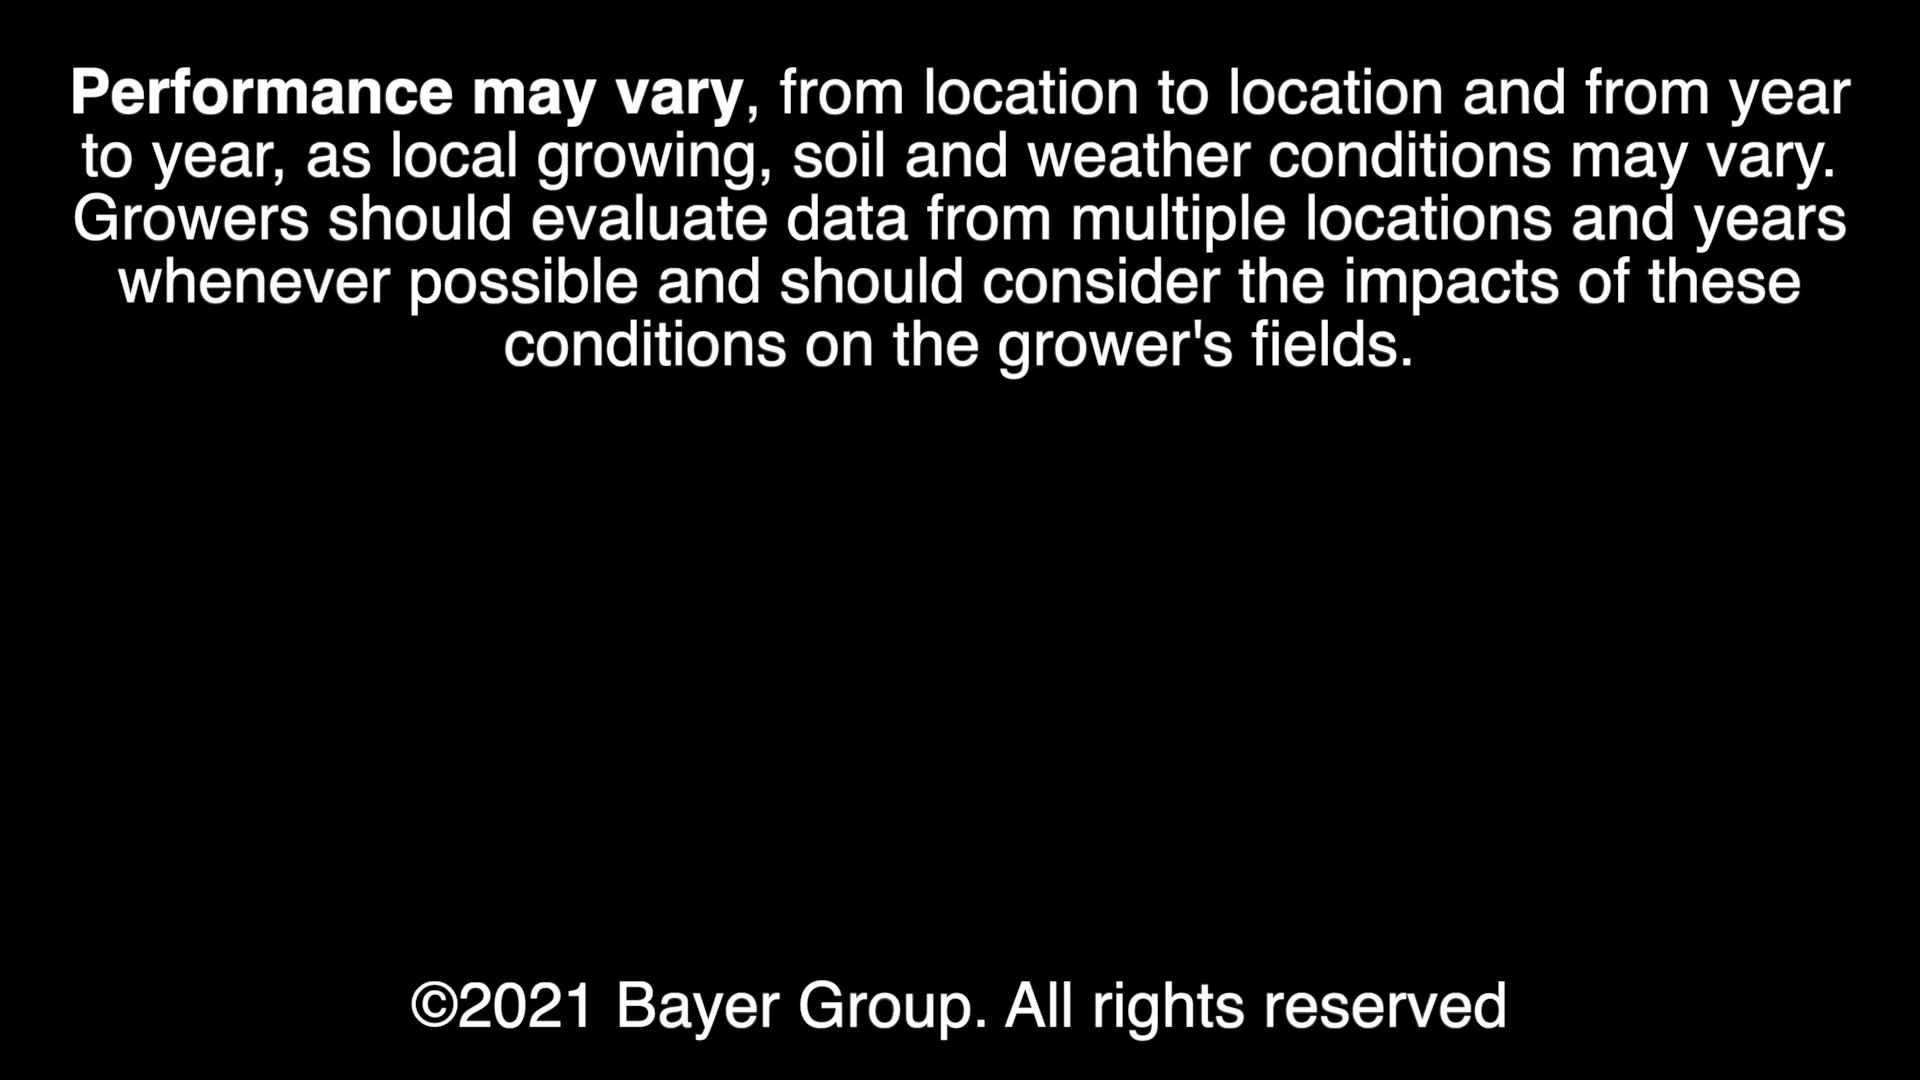 Performance may vary, from location to location and from year
to year, as local growing, soil and weather conditions may vary.
Growers should evaluate data from multiple locations and years
whenever possible and should consider the impacts of these
conditions on the grower's fields.
©2021 Bayer Group. All rights reserved